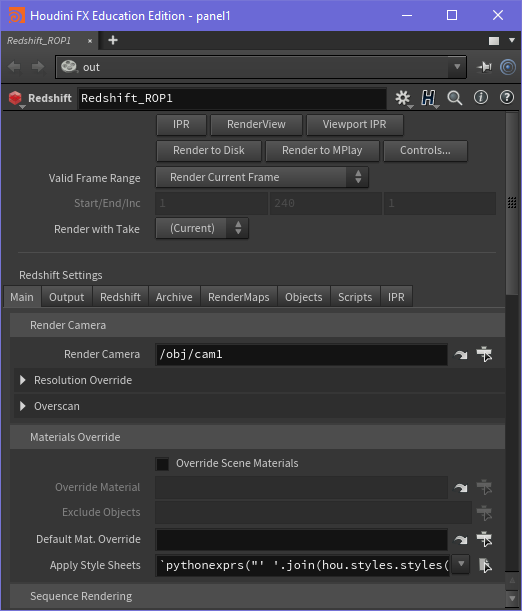 Houdini FX Education Edition - panel1
Redshift_ROP1 × +
out
Redshift Redshift_ROP1
IPR RenderView Viewport IPR
Render to Disk Render to MPlay Controls...
Valid Frame Range Render Current Frame
Start/End/Inc 1 240 1
Render with Take (Current)
Redshift Settings
Main Output Redshift Archive RenderMaps Objects Scripts IPR
Render Camera
Render Camera /obj/cam1
Resolution Override
Overscan
Materials Override
Override Scene Materials
Override Material
Exclude Objects
Default Mat. Override
Apply Style Sheets `pythonexprs("' '.join(hou.styles.styles(
Sequence Rendering